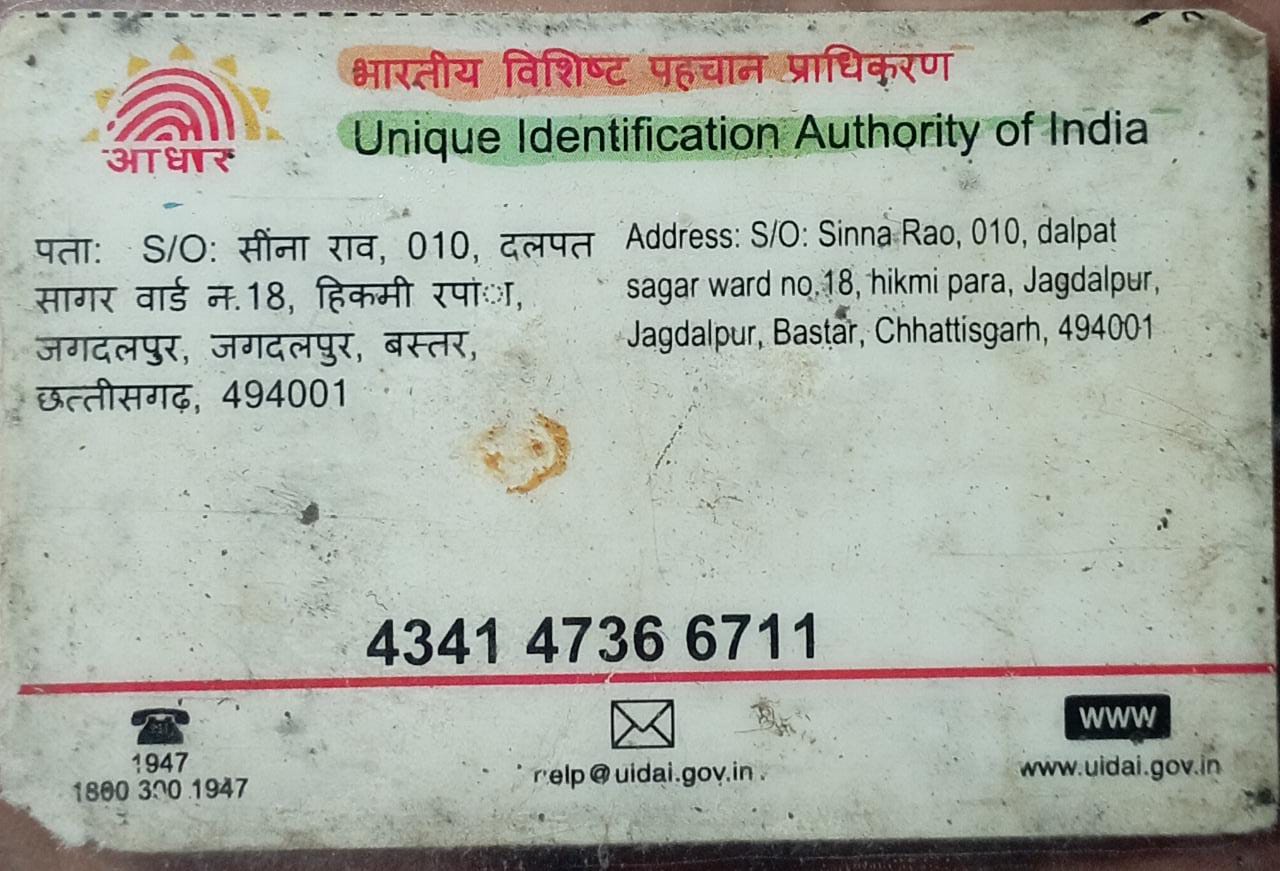 भारतीय विशिष्ट पहचान प्राधिकरण
Unique Identification Authority of India
आधार
पता: S/O: सींना राव, 010, दलपत
सागर वार्ड न.18, हिकमी रपांा,
जगदलपुर, जगदलपुर, बस्तर,
छत्तीसगढ़, 494001
Address: S/O: Sinna Rao, 010, dalpat
sagar ward no.18, hikmi para, Jagdalpur,
Jagdalpur, Bastar, Chhattisgarh, 494001
4341 4736 6711
1947
1800 300 1947
help@uidai.gov.in
www
www.uidai.gov.in